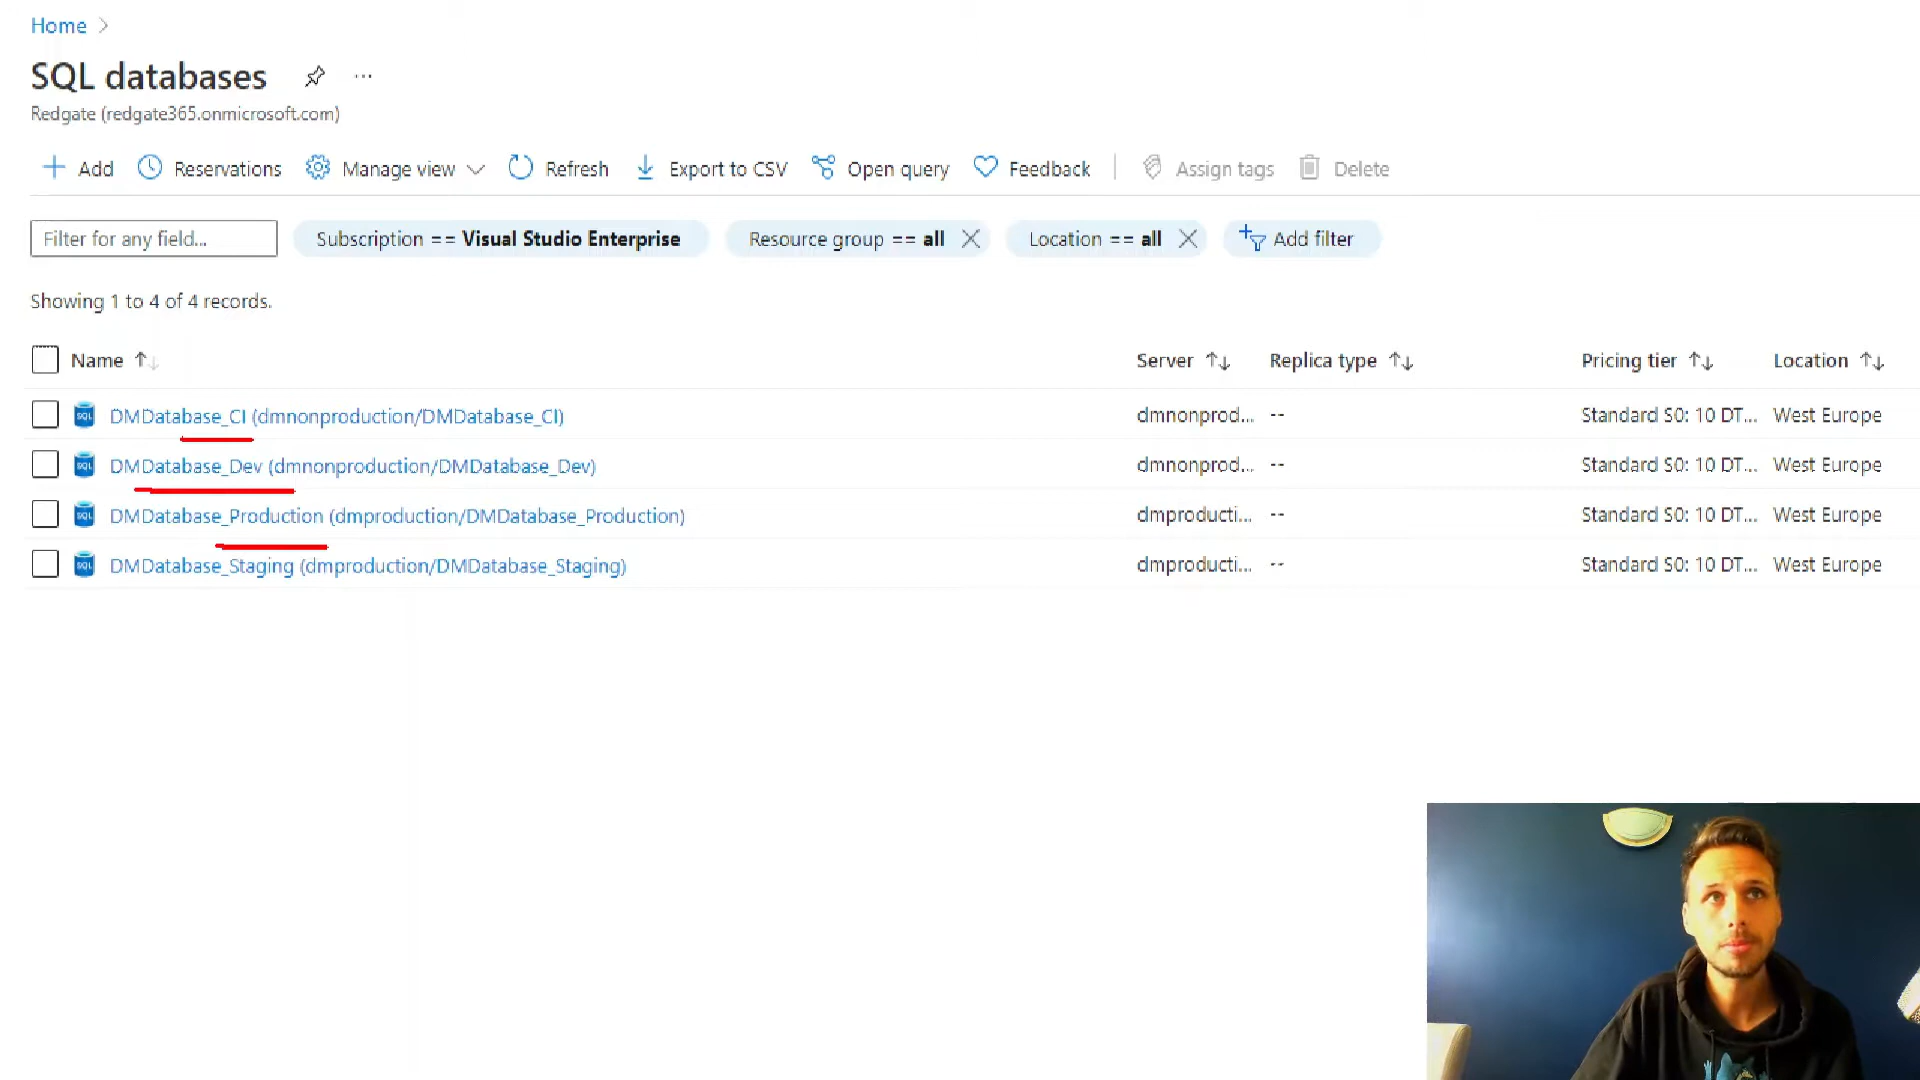 Home
SQL databases ...
Redgate (redgate365.onmicrosoft.com)
Add Reservations Manage view Refresh Export to CSV Open query Feedback Assign tags Delete
Filter for any field... Subscription == Visual Studio Enterprise Resource group == all Location == all Add filter
Showing 1 to 4 of 4 records.
Name Server Replica type Pricing tier Location
SQL DMDatabase_CI (dmnonproduction/DMDatabase_CI) dmnonprod... -- Standard S0: 10 DT... West Europe
SQL DMDatabase_Dev (dmnonproduction/DMDatabase_Dev) dmnonprod... -- Standard S0: 10 DT... West Europe
SQL DMDatabase_Production (dmproduction/DMDatabase_Production) dmproducti... -- Standard S0: 10 DT... West Europe
SQL DMDatabase_Staging (dmproduction/DMDatabase_Staging) dmproducti... -- Standard S0: 10 DT... West Europe